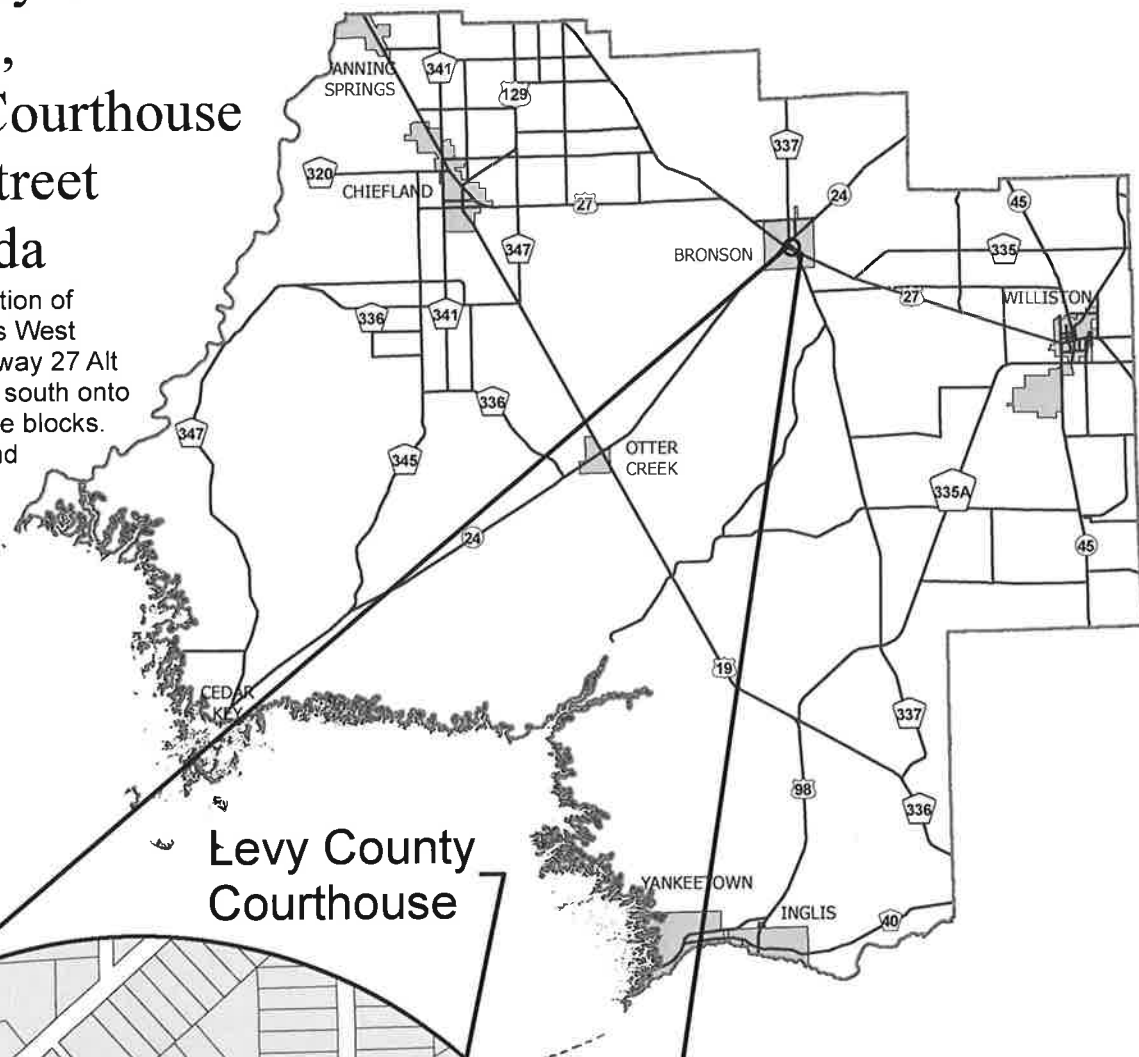 ,
Courthouse
treet
da
tion of
s West
way 27 Alt
south onto
e blocks.
nd
ANNING
SPRINGS
341
129
320
CHIEFLAND
27
347
337
24
45
BRONSON
335
27
WILLISTON
336
341
336
347
345
OTTER
CREEK
335A
24
45
CEDAR
KEY
19
337
98
336
Levy County
Courthouse
YANKEETOWN
INGLIS
40